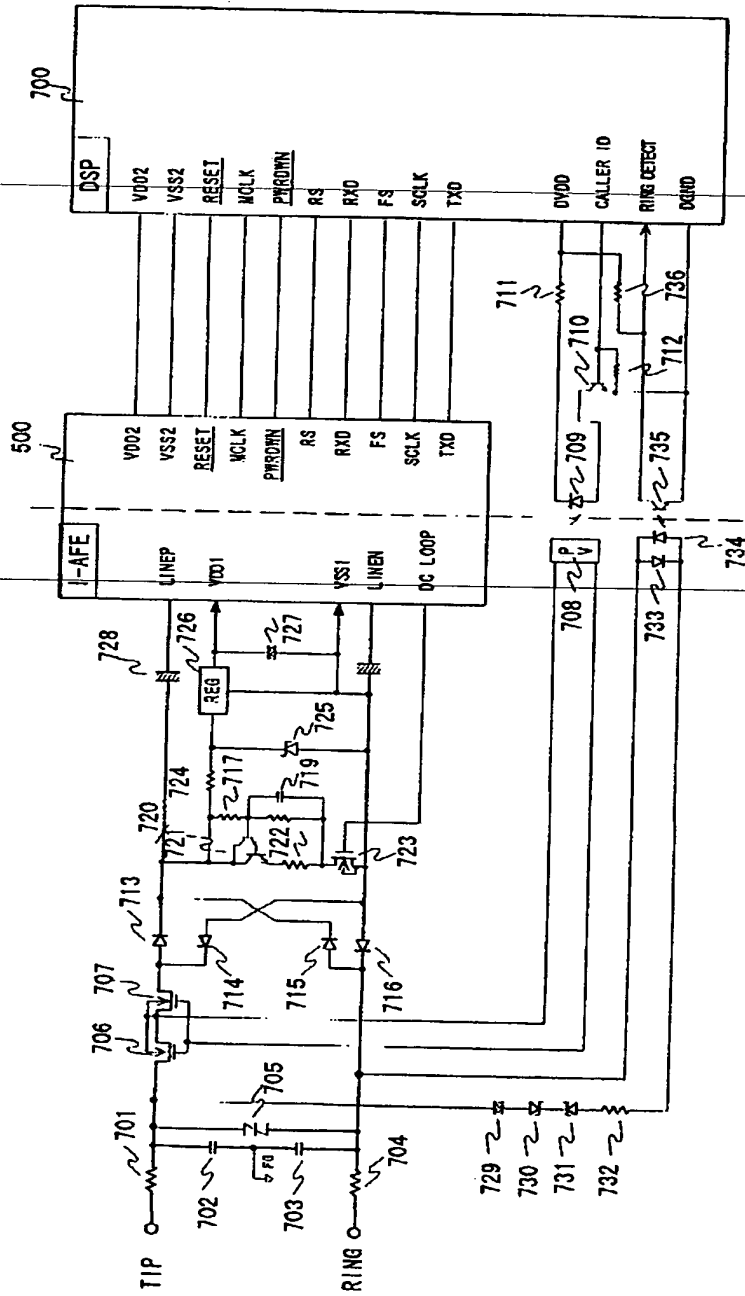 TIP
RING
701
702
703
704
705
FG
706
707
713
714
715
716
720
721
722
723
724
717
719
725
REG
726
727
728
729
730
731
732
I-AFE
500
LINEP
VDD1
VSS1
LINEN
DC LOOP
VDD2
VSS2
RESET
MCLK
PWRDWN
RS
RXD
FS
SCLK
TXD
P
V
708
709
710
711
712
733
734
735
736
DSP
700
VDD2
VSS2
RESET
MCLK
PWRDWN
RS
RXD
FS
SCLK
TXD
DVDD
CALLER ID
RING DETECT
DGND